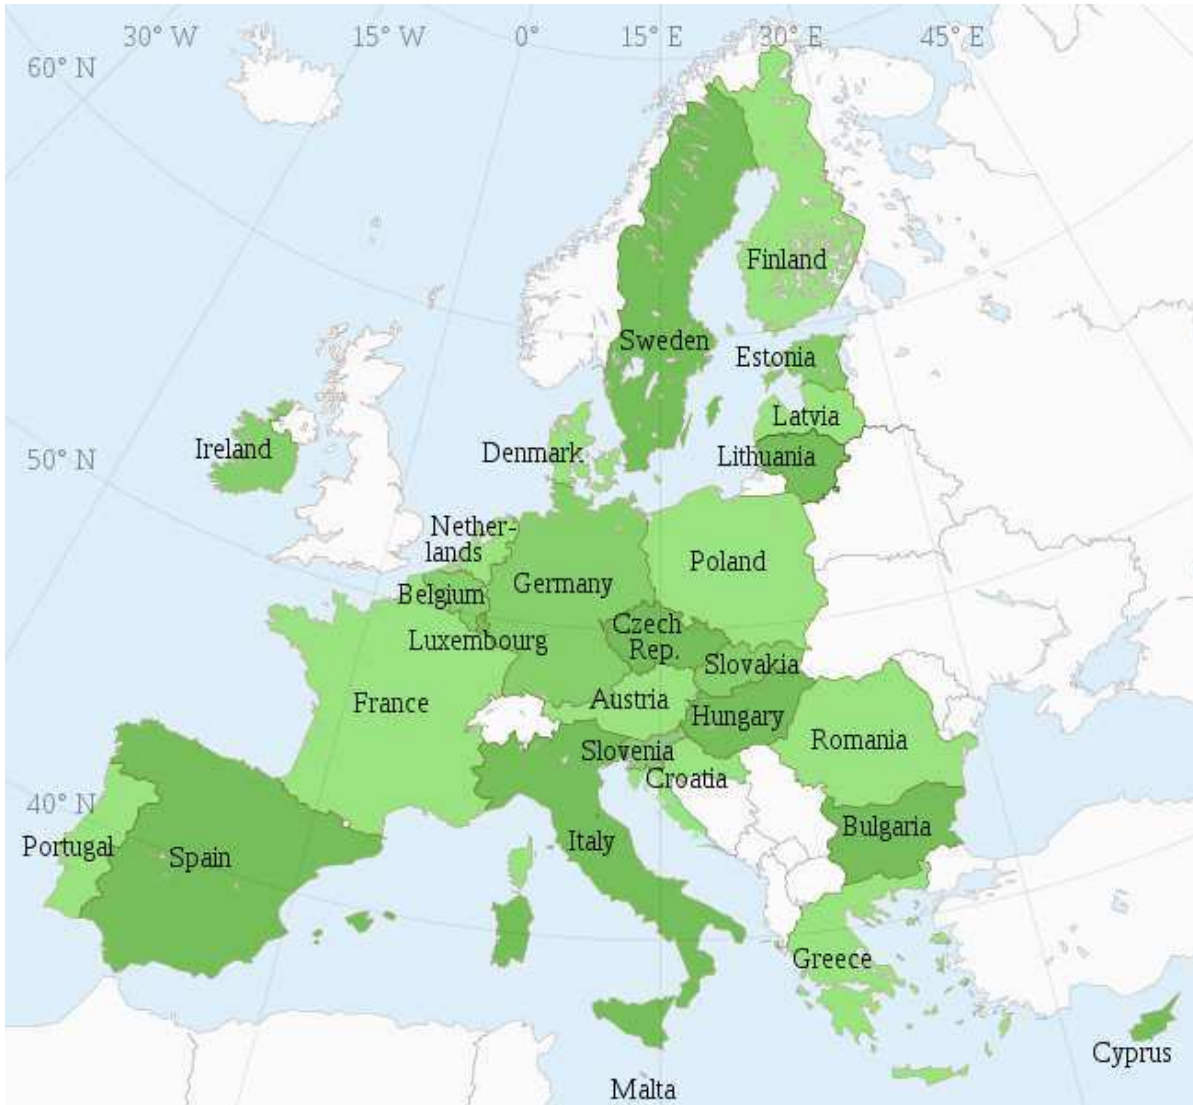 30° W
15° W
0°
15° E
30° E
45° E
60° N
Finland
Sweden
Estonia
Latvia
Ireland
Denmark
Lithuania
50° N
Nether-
lands
Poland
Germany
Belgium
Czech
Rep.
Luxembourg
Slovakia
Austria
France
Hungary
Romania
Slovenia
Croatia
40° N
Bulgaria
Italy
Portugal
Spain
Greece
Cyprus
Malta